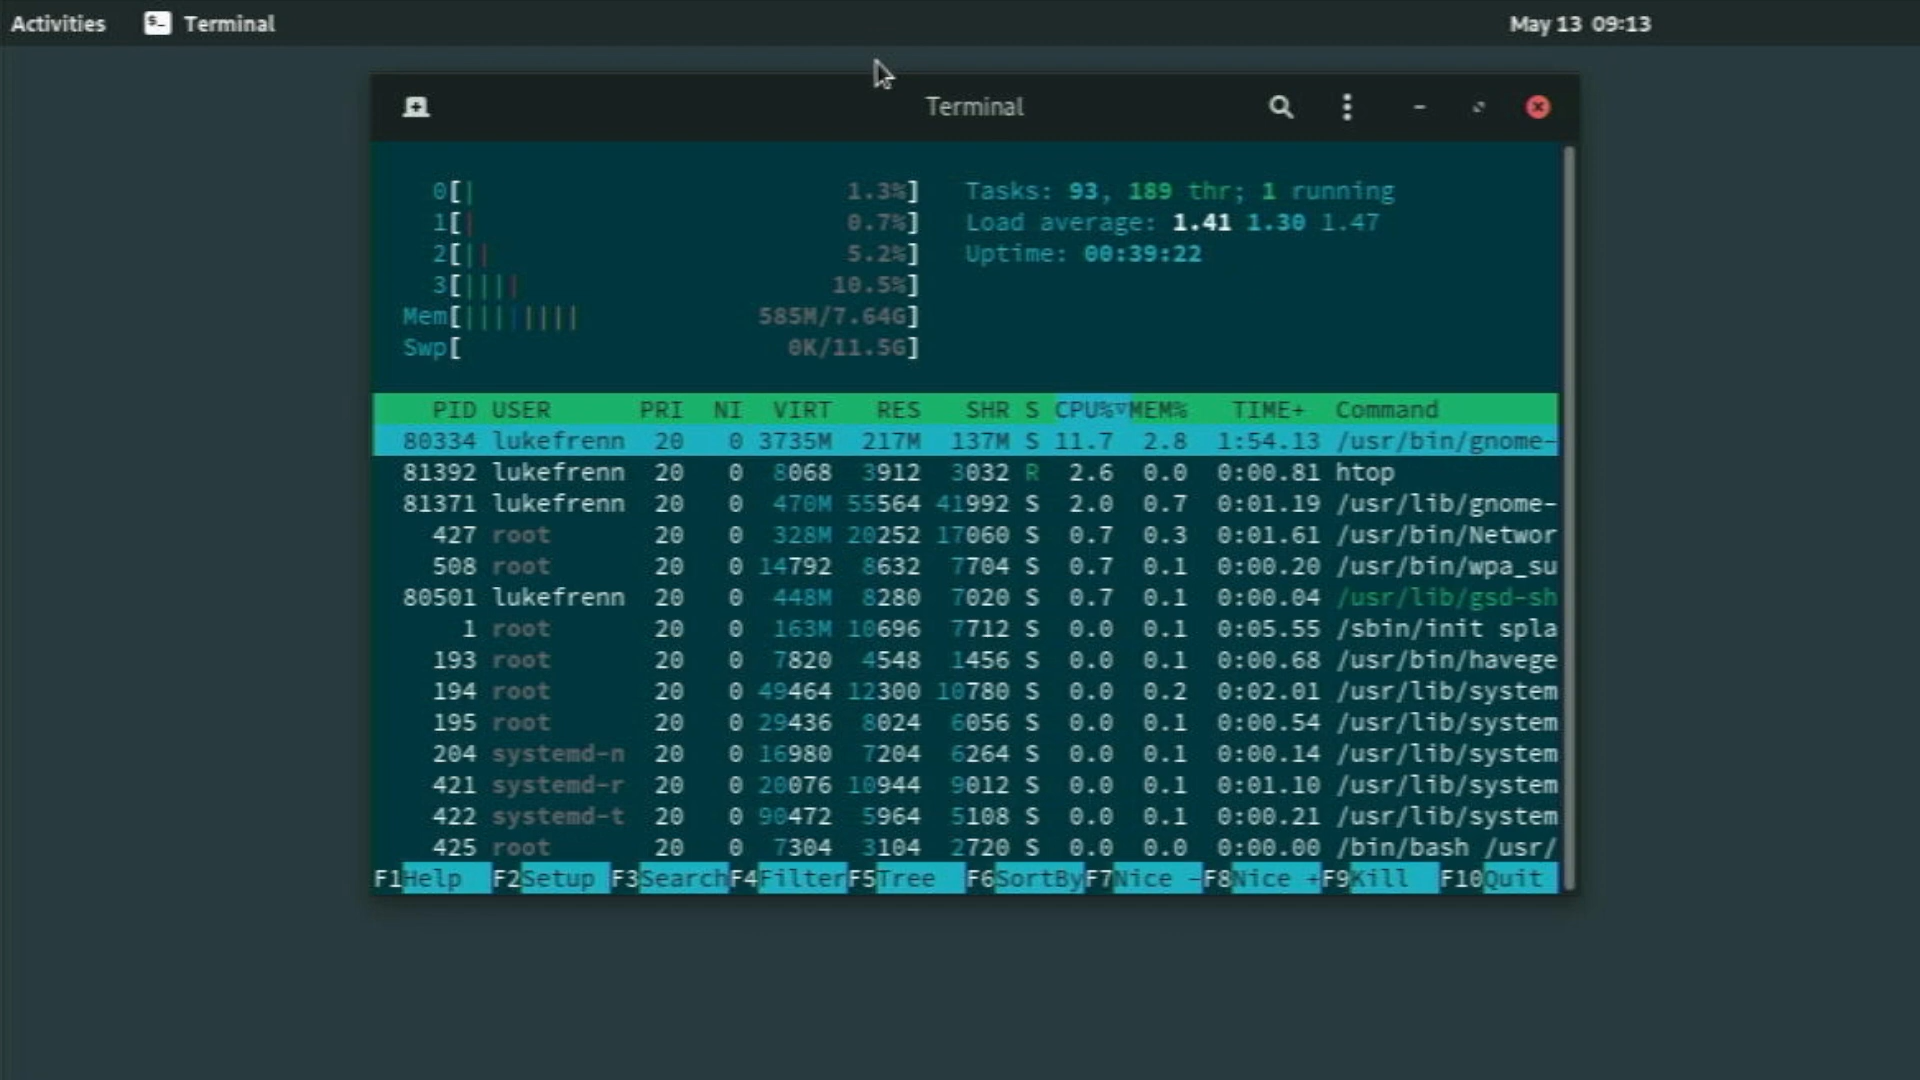 Activities Terminal May 13 09:13
Terminal
0[| 1.3%] Tasks: 93, 189 thr; 1 running
1[| 0.7%] Load average: 1.41 1.30 1.47
2[|| 5.2%] Uptime: 00:39:22
3[|||| 10.5%]
Mem[|||||||| 585M/7.64G]
Swp[ 0K/11.5G]
PID USER PRI NI VIRT RES SHR S CPU%▽MEM% TIME+ Command
80334 lukefrenn 20 0 3735M 217M 137M S 11.7 2.8 1:54.13 /usr/bin/gnome-
81392 lukefrenn 20 0 8068 3912 3032 R 2.6 0.0 0:00.81 htop
81371 lukefrenn 20 0 470M 55564 41992 S 2.0 0.7 0:01.19 /usr/lib/gnome-
427 root 20 0 328M 20252 17060 S 0.7 0.3 0:01.61 /usr/bin/Networ
508 root 20 0 14792 8632 7704 S 0.7 0.1 0:00.20 /usr/bin/wpa_su
80501 lukefrenn 20 0 448M 8280 7020 S 0.7 0.1 0:00.04 /usr/lib/gsd-sh
1 root 20 0 163M 10696 7712 S 0.0 0.1 0:05.55 /sbin/init spla
193 root 20 0 7820 4548 1456 S 0.0 0.1 0:00.68 /usr/bin/havege
194 root 20 0 49464 12300 10780 S 0.0 0.2 0:02.01 /usr/lib/system
195 root 20 0 29436 8024 6056 S 0.0 0.1 0:00.54 /usr/lib/system
204 systemd-n 20 0 16980 7204 6264 S 0.0 0.1 0:00.14 /usr/lib/system
421 systemd-r 20 0 20076 10944 9012 S 0.0 0.1 0:01.10 /usr/lib/system
422 systemd-t 20 0 90472 5964 5108 S 0.0 0.1 0:00.21 /usr/lib/system
425 root 20 0 7304 3104 2720 S 0.0 0.0 0:00.00 /bin/bash /usr/
F1Help F2Setup F3SearchF4FilterF5Tree F6SortByF7Nice -F8Nice +F9Kill F10Quit